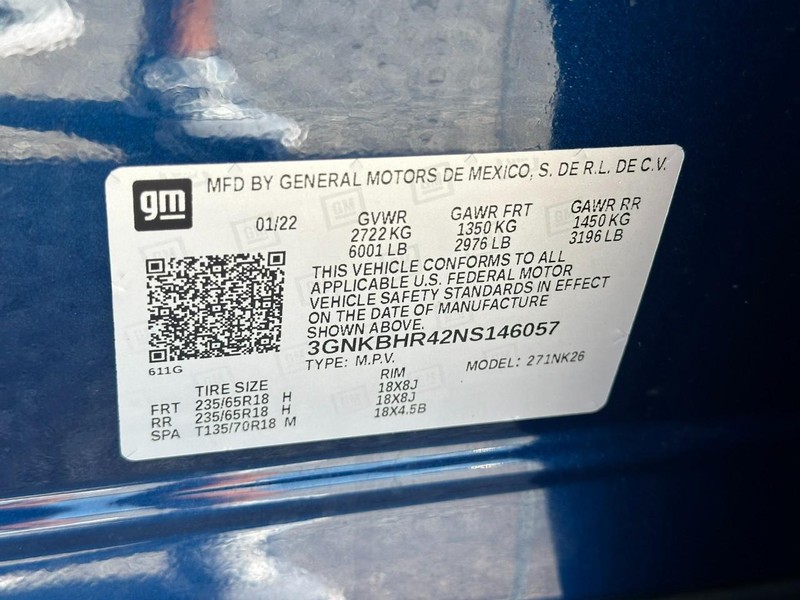 gm
MFD BY GENERAL MOTORS DE MEXICO, S. DE R.L. DE C.V.
01/22 GVWR GAWR FRT GAWR RR
2722 KG 1350 KG 1450 KG
6001 LB 2976 LB 3196 LB
THIS VEHICLE CONFORMS TO ALL
APPLICABLE U.S. FEDERAL MOTOR
VEHICLE SAFETY STANDARDS IN EFFECT
ON THE DATE OF MANUFACTURE
SHOWN ABOVE.
3GNKBHR42NS146057
611G
TYPE: M.P.V. MODEL: 271NK26
TIRE SIZE RIM
FRT 235/65R18 H 18X8J
RR 235/65R18 H 18X8J
SPA T135/70R18 M 18X4.5B